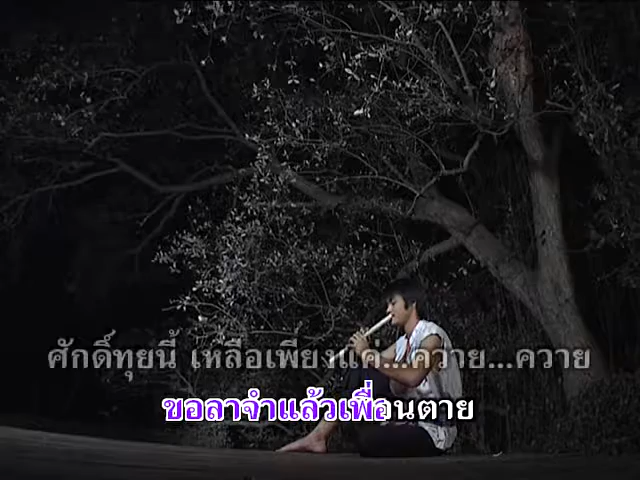 ศักดิ์ทุยนี้ เหลือเพียงแค่ควาย...ควาย
ขอลาจำแล้วเพื่อนตาย